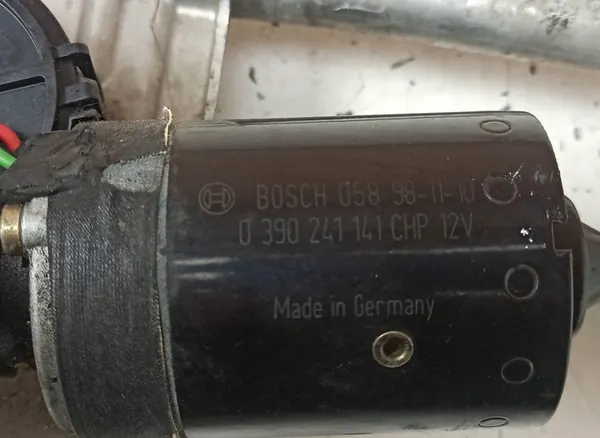 BOSCH 058 98-11-10
0 390 241 141 CHP 12V
Made in Germany